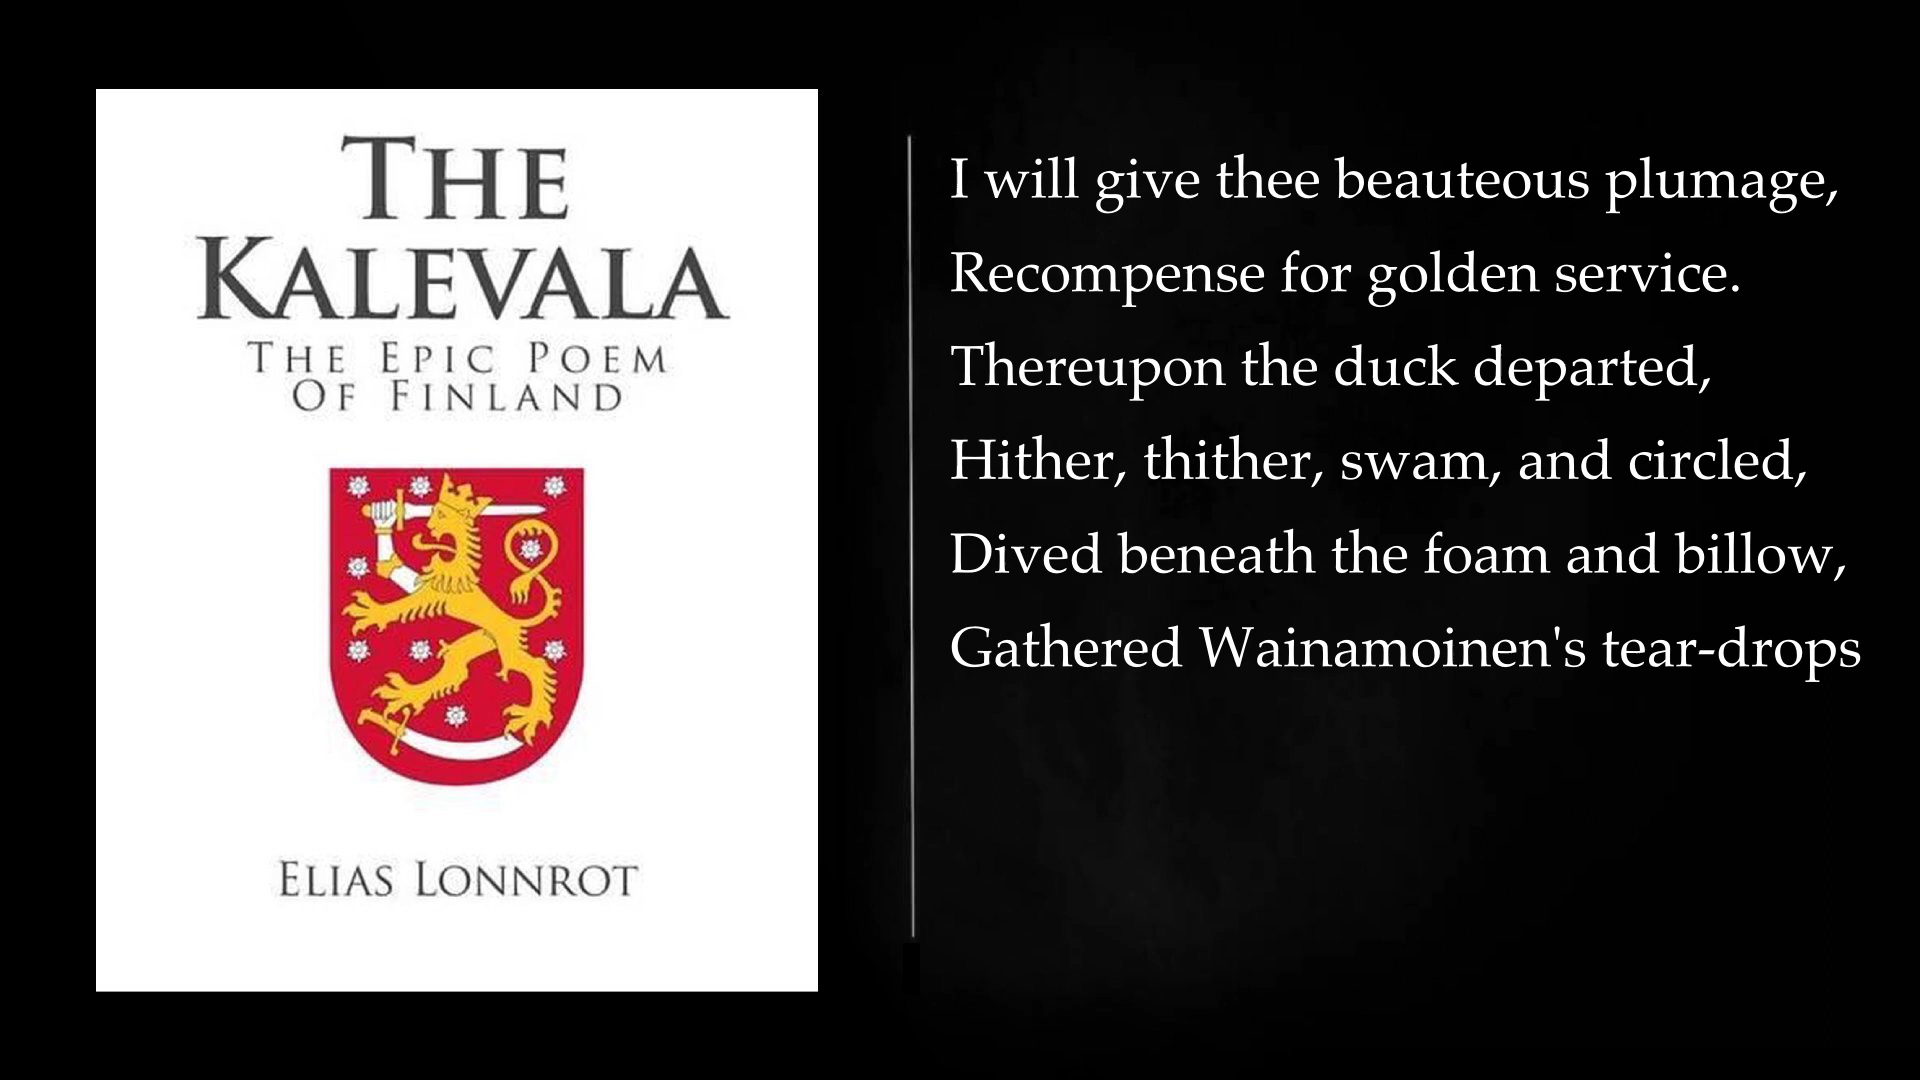 THE
KALEVALA
THE EPIC POEM
OF FINLAND
ELIAS LONNROT
I will give thee beauteous plumage,
Recompense for golden service.
Thereupon the duck departed,
Hither, thither, swam, and circled,
Dived beneath the foam and billow,
Gathered Wainamoinen's tear-drops